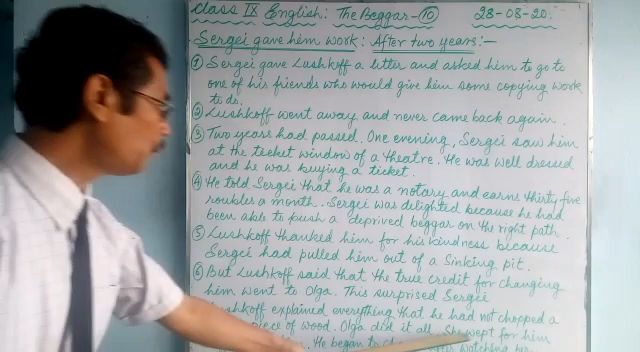 Class IX English: The Beggar-⑩ 28-08-20.
Sergei gave him work: After two years:-
① Sergei gave Lushkoff a letter and asked him to go to
one of his friends who would give him some copying work
to do.
② Lushkoff went away and never came back again.
③ Two years had passed. One evening, Sergei saw him
at the ticket window of a theatre. He was well dressed
and he was buying a ticket.
④ He told Sergei that he was a notary and earns thirty five
roubles a month. Sergei was delighted because he had
been able to push a deprived beggar on the right path.
⑤ Lushkoff thanked him for his kindness because
Sergei had pulled him out of a sinking pit.
⑥ But Lushkoff said that the true credit for changing
him went to Olga. This surprised Sergei
shkoff explained everything that he had not chopped a
piece of wood. Olga did it all. She wept for him
He began to watching her